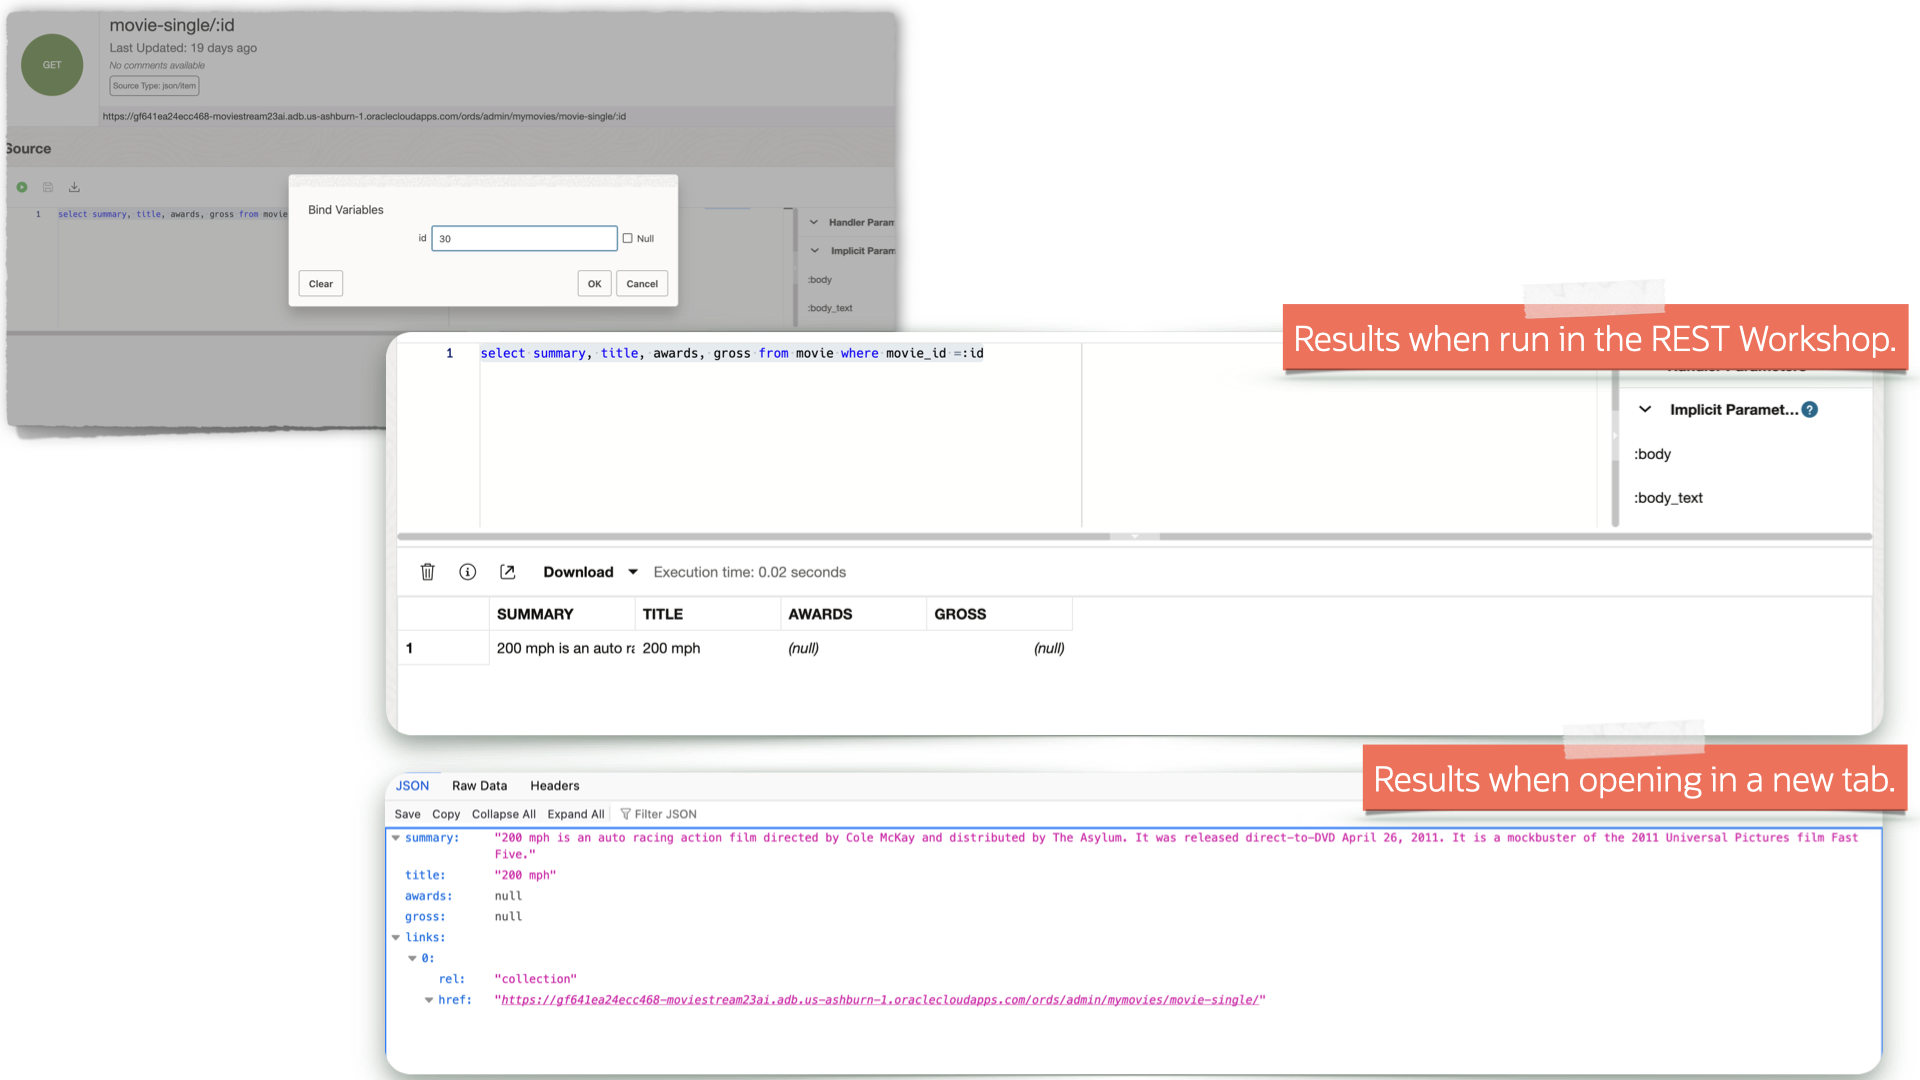 movie-single/:id
Last Updated: 19 days ago
GET
No comments available
Source Type: json/item
https://gf641ea24ecc468-moviestream23ai.adb.us-ashburn-1.oraclecloudapps.com/ords/admin/mymovies/movie-single/:id
Source
1 select summary, title, awards, gross from movie
Handler Param
Implicit Param
:body
:body_text
Bind Variables
id 30 Null
Clear OK Cancel
Results when run in the REST Workshop.
1 select summary, title, awards, gross from movie where movie_id =:id
Implicit Paramet... ?
:body
:body_text
Download Execution time: 0.02 seconds
SUMMARY TITLE AWARDS GROSS
1 200 mph is an auto ra 200 mph (null) (null)
Results when opening in a new tab.
JSON Raw Data Headers
Save Copy Collapse All Expand All Filter JSON
summary: "200 mph is an auto racing action film directed by Cole McKay and distributed by The Asylum. It was released direct-to-DVD April 26, 2011. It is a mockbuster of the 2011 Universal Pictures film Fast
Five."
title: "200 mph"
awards: null
gross: null
links:
0:
rel: "collection"
href: "https://gf641ea24ecc468-moviestream23ai.adb.us-ashburn-1.oraclecloudapps.com/ords/admin/mymovies/movie-single/"